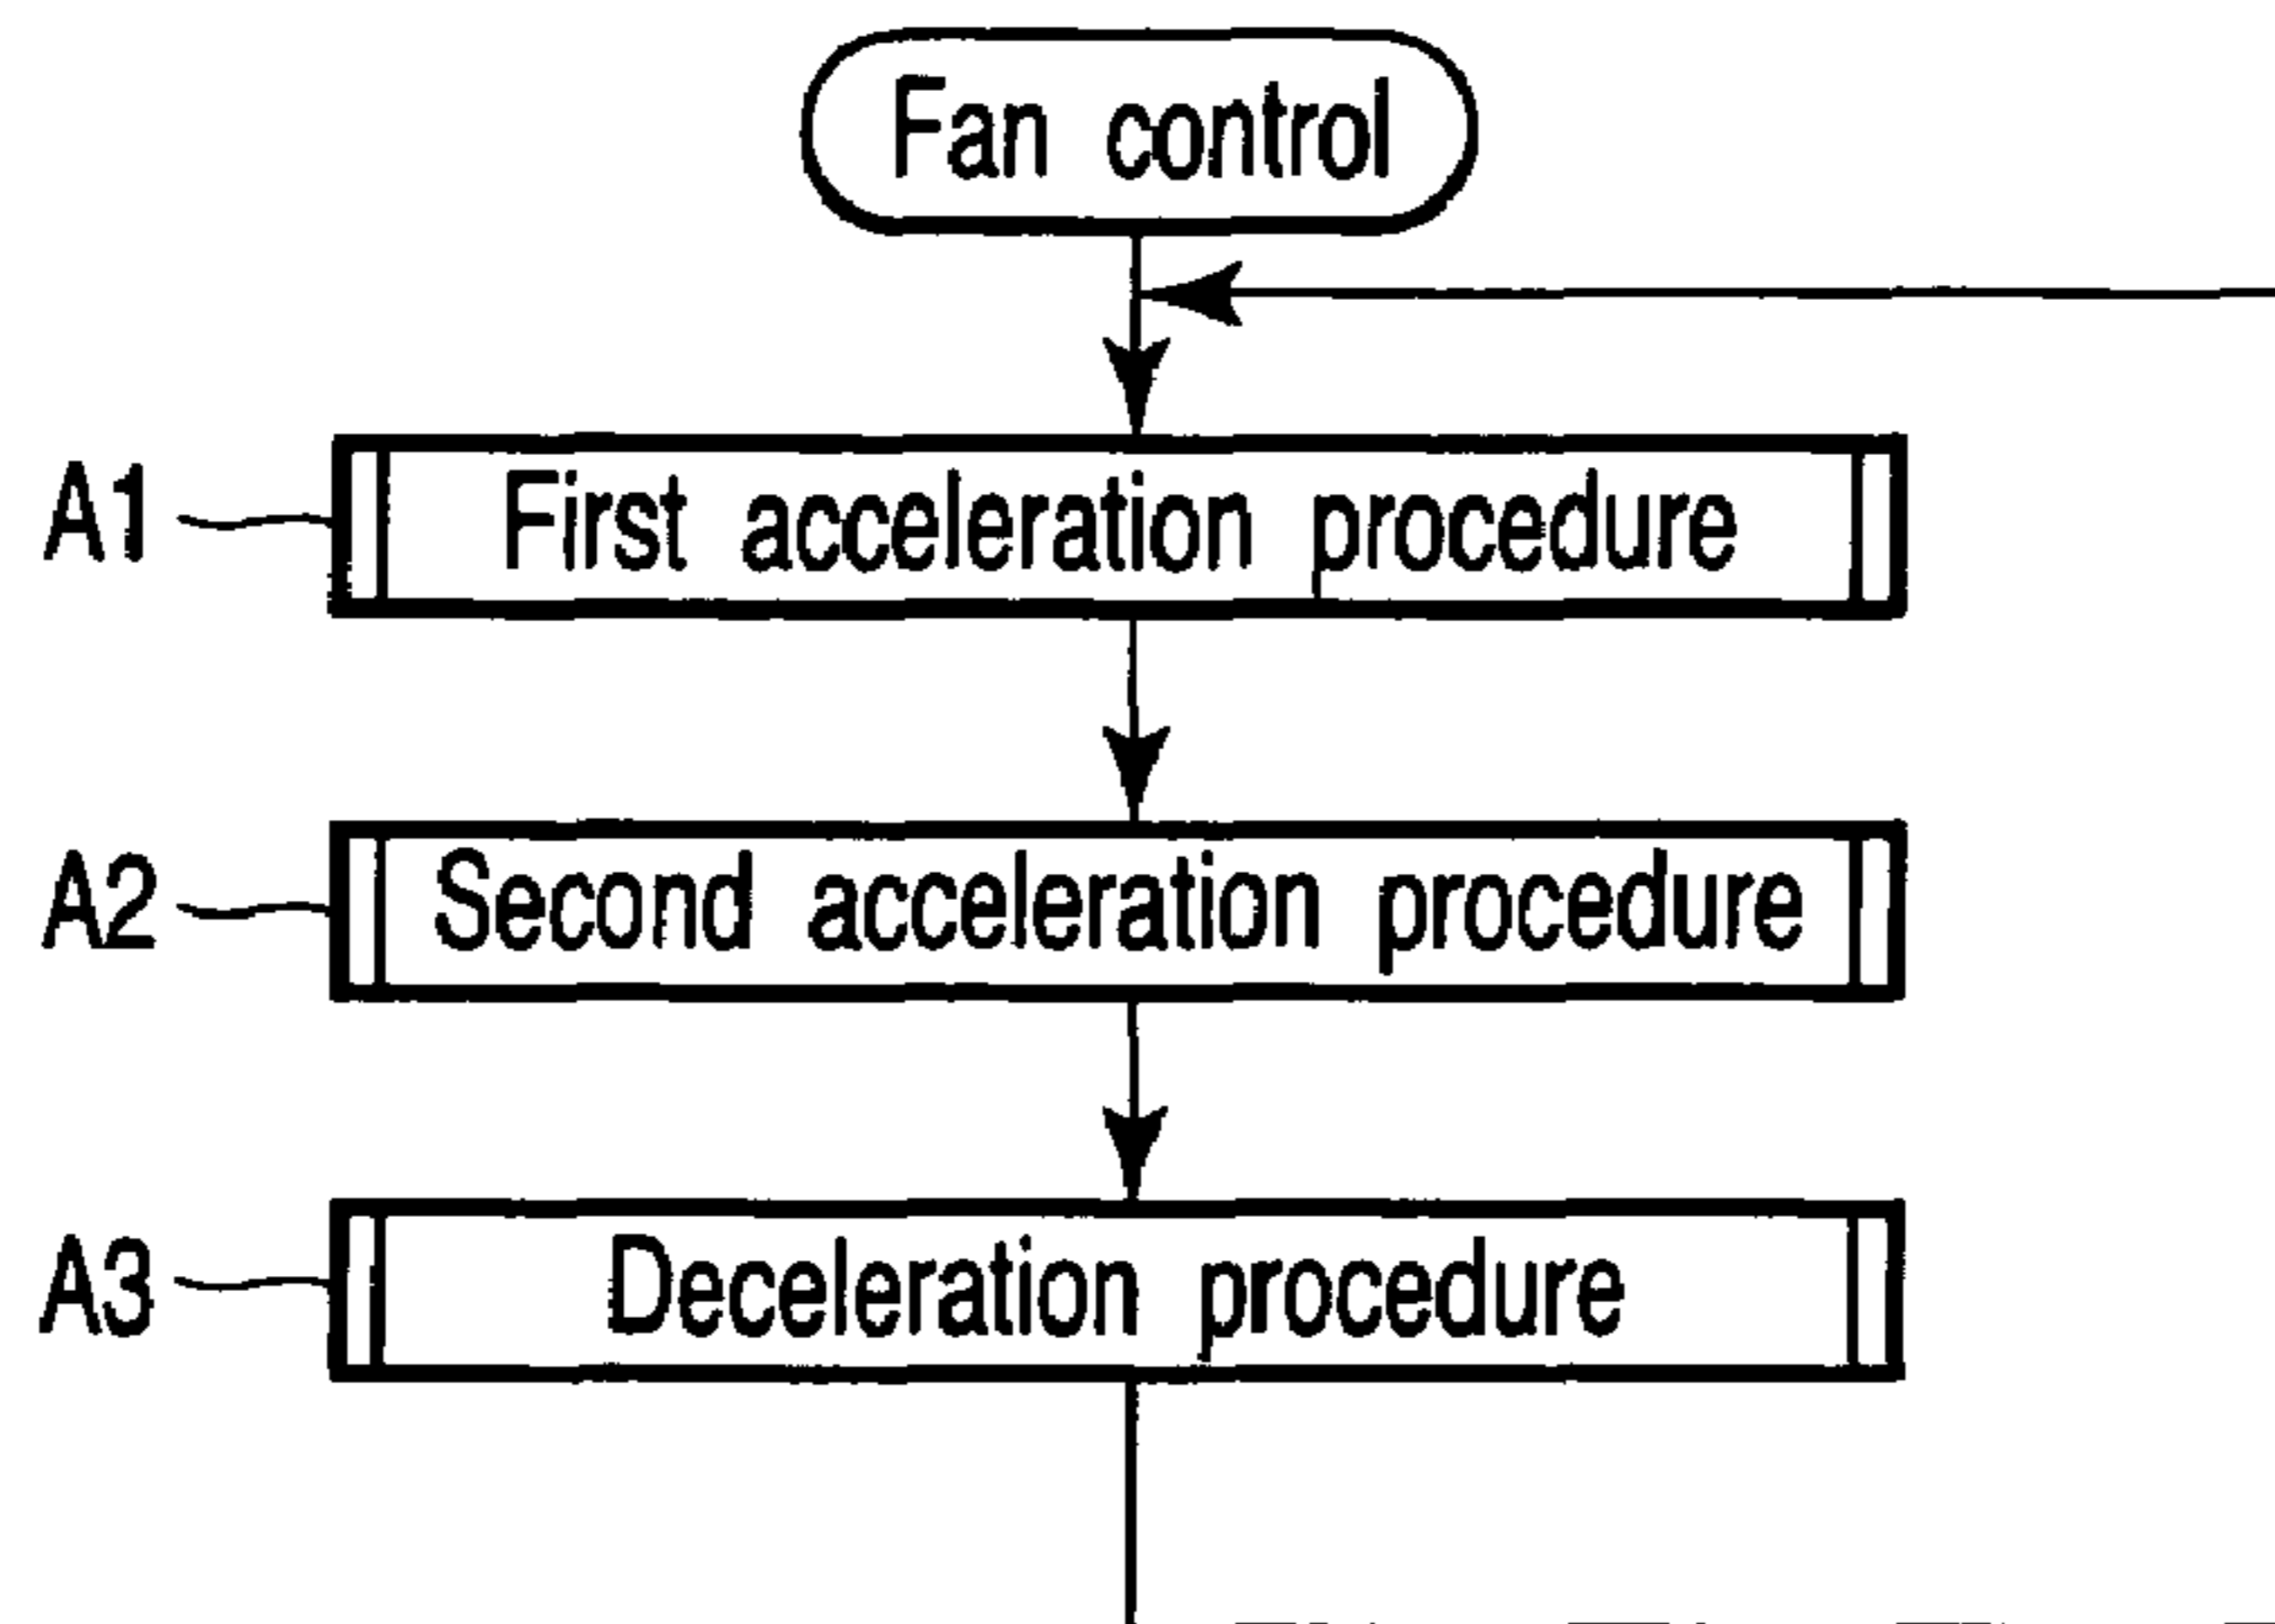 Fan control
A1 First acceleration procedure
A2 Second acceleration procedure
A3 Deceleration procedure